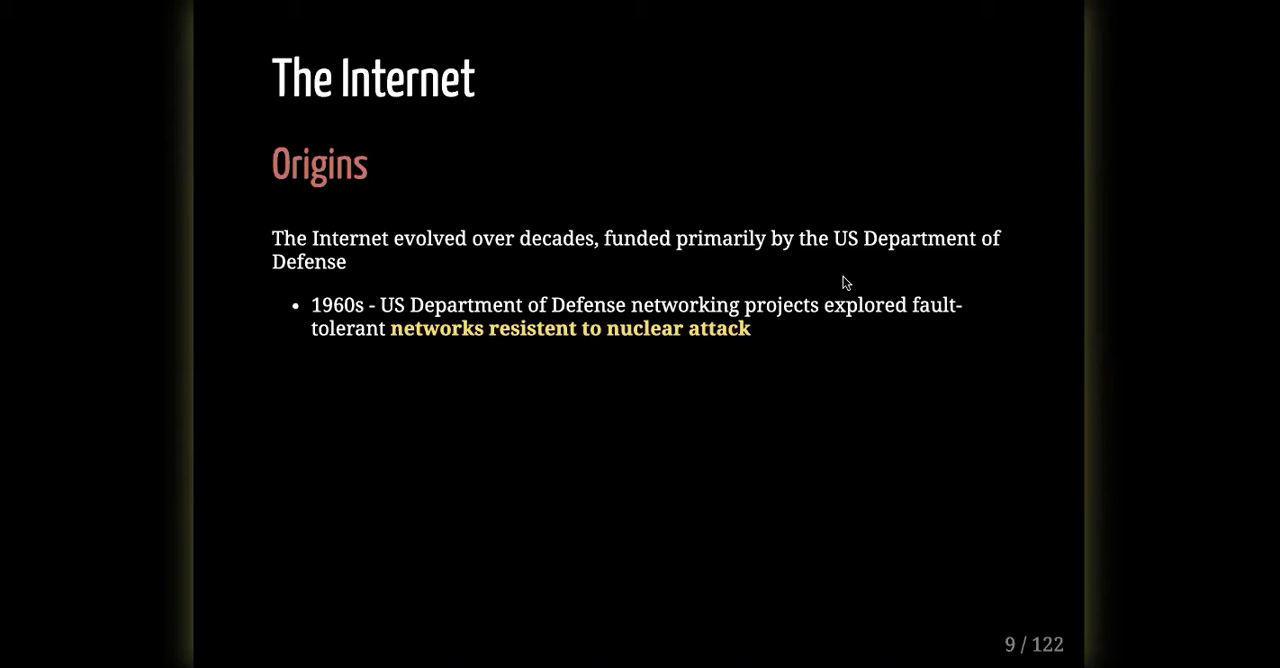 The Internet
Origins
The Internet evolved over decades, funded primarily by the US Department of
Defense
• 1960s - US Department of Defense networking projects explored fault-
tolerant networks resistent to nuclear attack
9 / 122